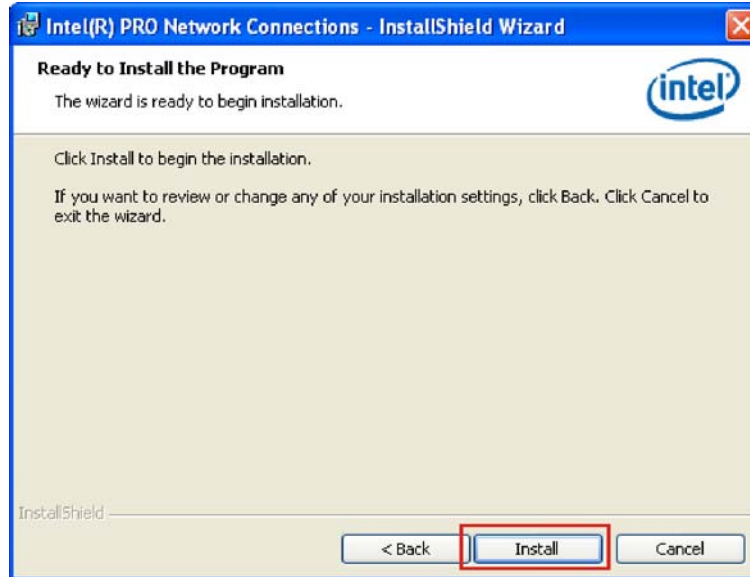 Intel(R) PRO Network Connections - InstallShield Wizard
Ready to Install the Program
The wizard is ready to begin installation.
intel
Click Install to begin the installation.
If you want to review or change any of your installation settings, click Back. Click Cancel to
exit the wizard.
InstallShield
< Back
Install
Cancel